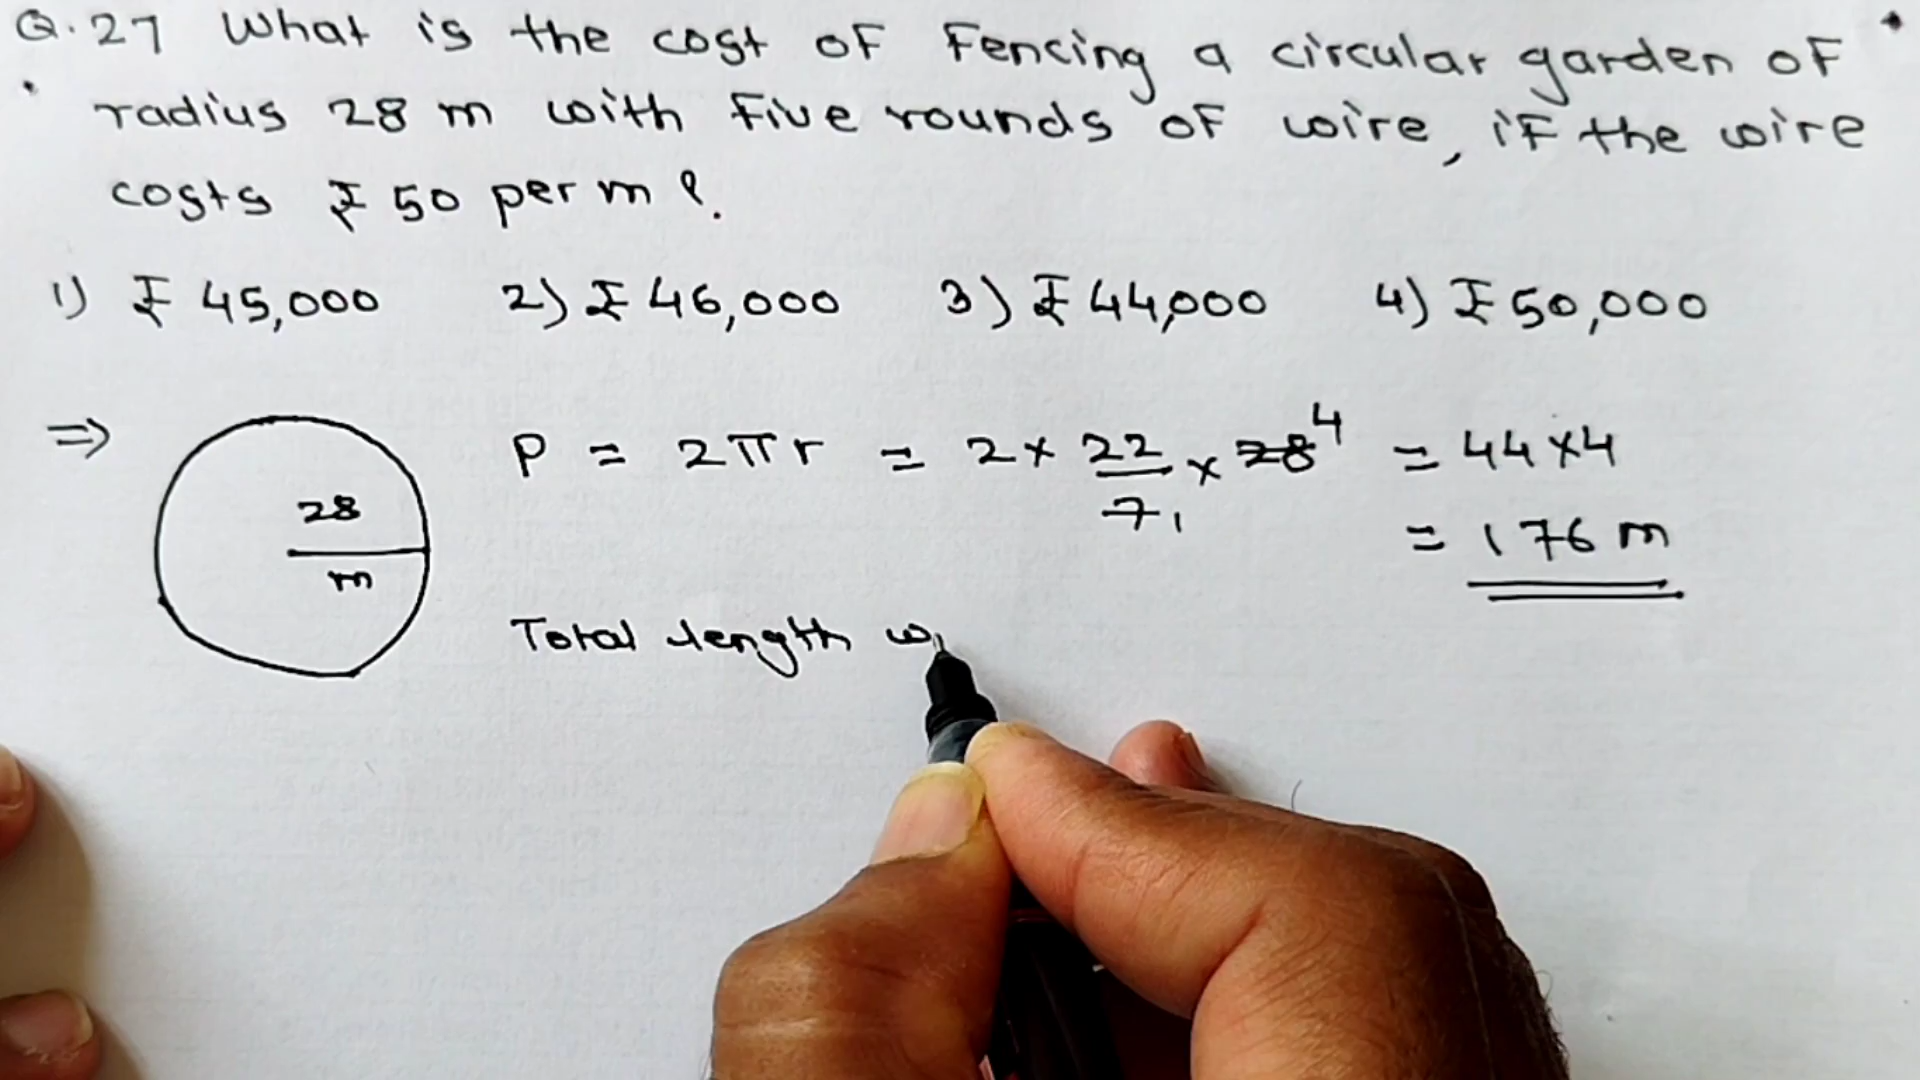 Q.27 What is the cost of Fencing a circular garden of
radius 28 m with Five rounds of wire, if the wire
costs ₹ 50 per m ?
1) ₹ 45,000 2) ₹ 46,000 3) ₹ 44,000 4) ₹ 50,000
⇒ P = 2πr = 2 × 22/7 1 × 28 4 = 44 × 4
28
m
= 176 m
Total length